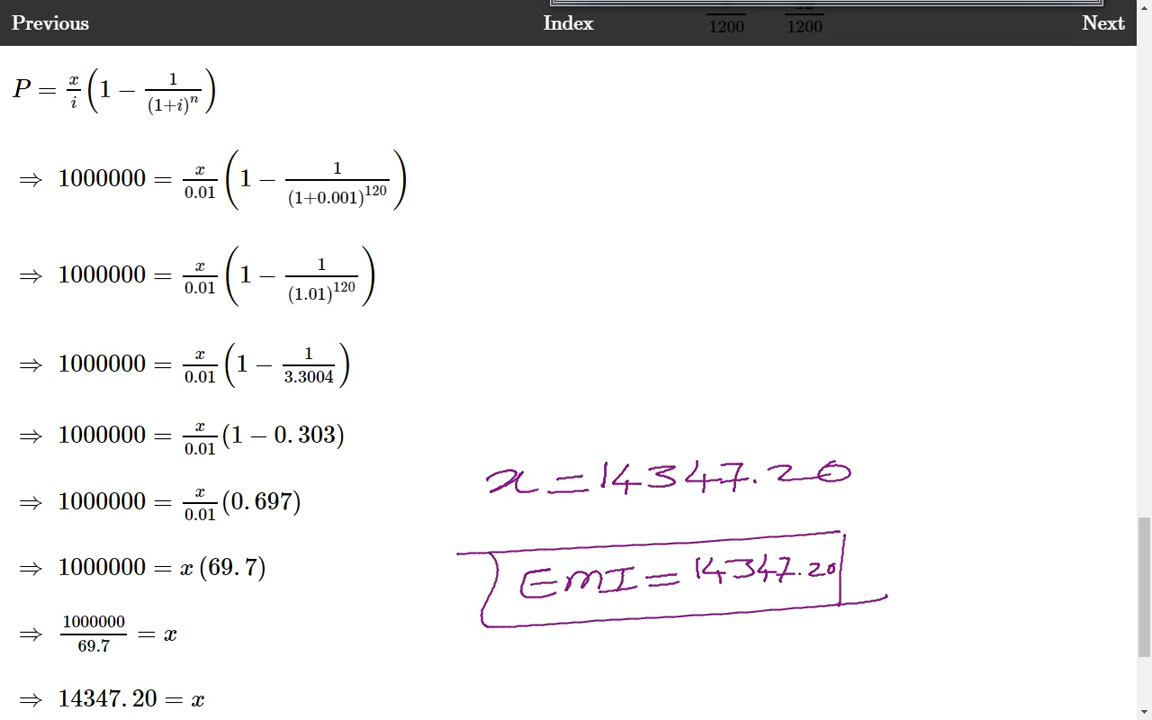 Previous Index 1200 1200 Next
P = x/i (1 − 1/(1+i)^n)
⇒ 1000000 = x/0.01 (1 − 1/(1+0.001)^120)
⇒ 1000000 = x/0.01 (1 − 1/(1.01)^120)
⇒ 1000000 = x/0.01 (1 − 1/3.3004)
⇒ 1000000 = x/0.01 (1 − 0.303)
⇒ 1000000 = x/0.01 (0.697)
⇒ 1000000 = x (69.7)
⇒ 1000000/69.7 = x
⇒ 14347.20 = x
x = 14347.20
EMI = 14347.20